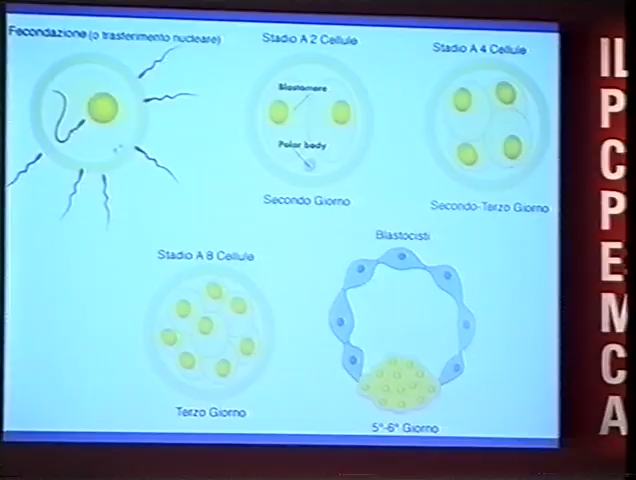 Fecondazione (o trasferimento nucleare)
Stadio A 2 Cellule
Stadio A 4 Cellule
Blastomere
Polar body
Secondo Giorno
Secondo-Terzo Giorno
Stadio A 8 Cellule
Blastocisti
Terzo Giorno
5°-6° Giorno
IL
P
C
P
E
M
C
A